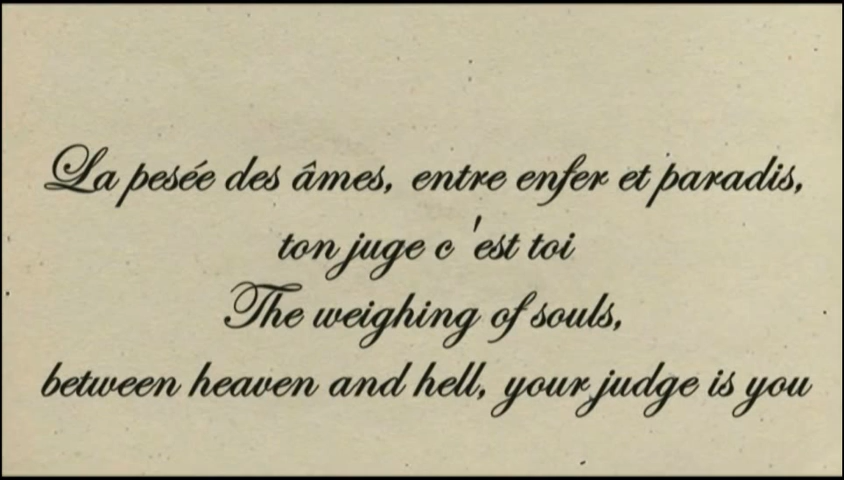 La pesée des âmes, entre enfer et paradis,
ton juge c 'est toi
The weighing of souls,
between heaven and hell, your judge is you